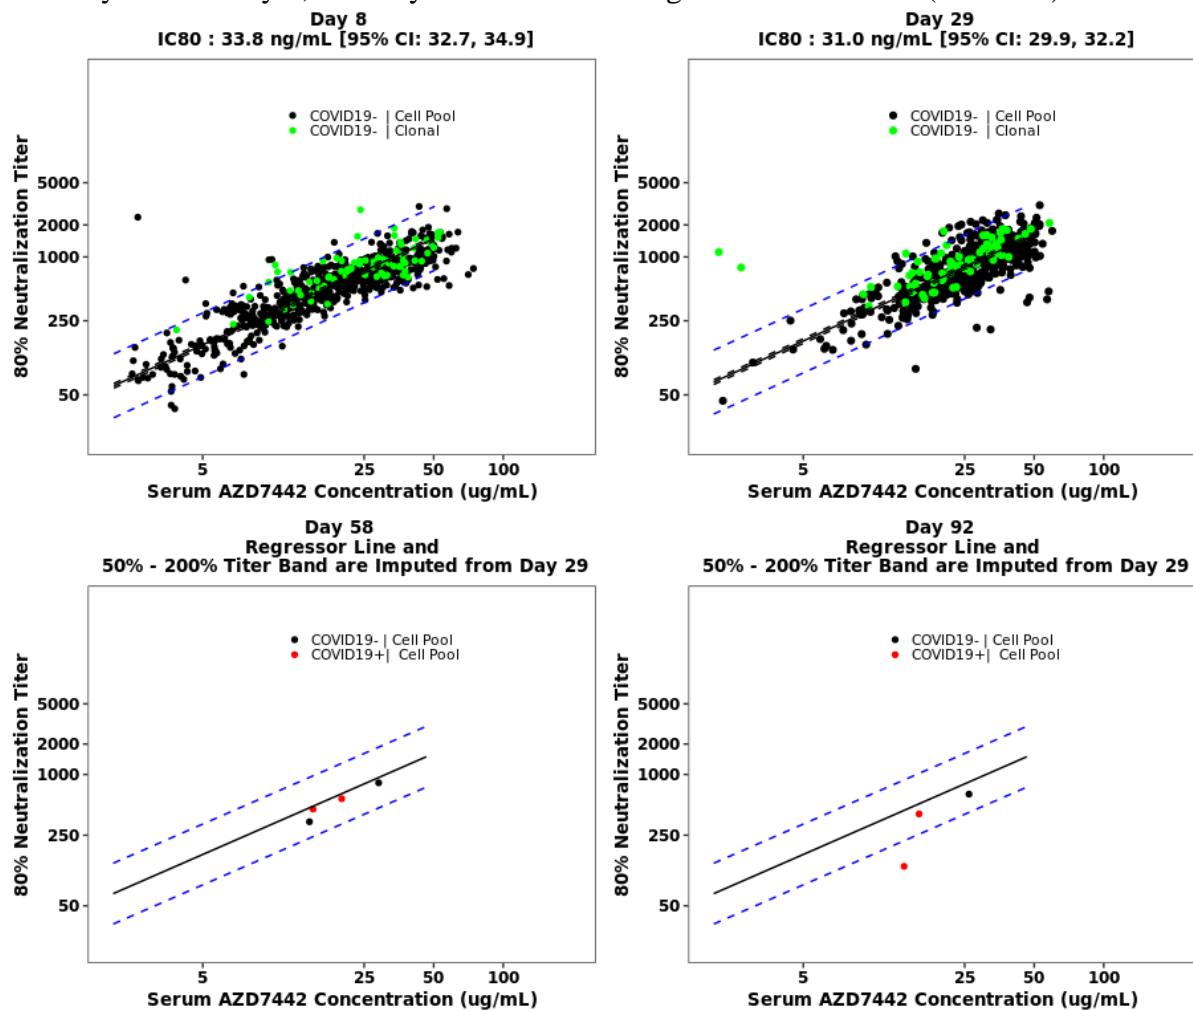 Day 8
IC80 : 33.8 ng/mL [95% CI: 32.7, 34.9]
COVID19- | Cell Pool
COVID19- | Clonal
80% Neutralization Titer
5000
2000
1000
250
50
5
25
50
100
Serum AZD7442 Concentration (ug/mL)
Day 29
IC80 : 31.0 ng/mL [95% CI: 29.9, 32.2]
COVID19- | Cell Pool
COVID19- | Clonal
80% Neutralization Titer
5000
2000
1000
250
50
5
25
50
100
Serum AZD7442 Concentration (ug/mL)
Day 58
Regressor Line and
50% - 200% Titer Band are Imputed from Day 29
COVID19- | Cell Pool
COVID19+| Cell Pool
80% Neutralization Titer
5000
2000
1000
250
50
5
25
50
100
Serum AZD7442 Concentration (ug/mL)
Day 92
Regressor Line and
50% - 200% Titer Band are Imputed from Day 29
COVID19- | Cell Pool
COVID19+| Cell Pool
80% Neutralization Titer
5000
2000
1000
250
50
5
25
50
100
Serum AZD7442 Concentration (ug/mL)